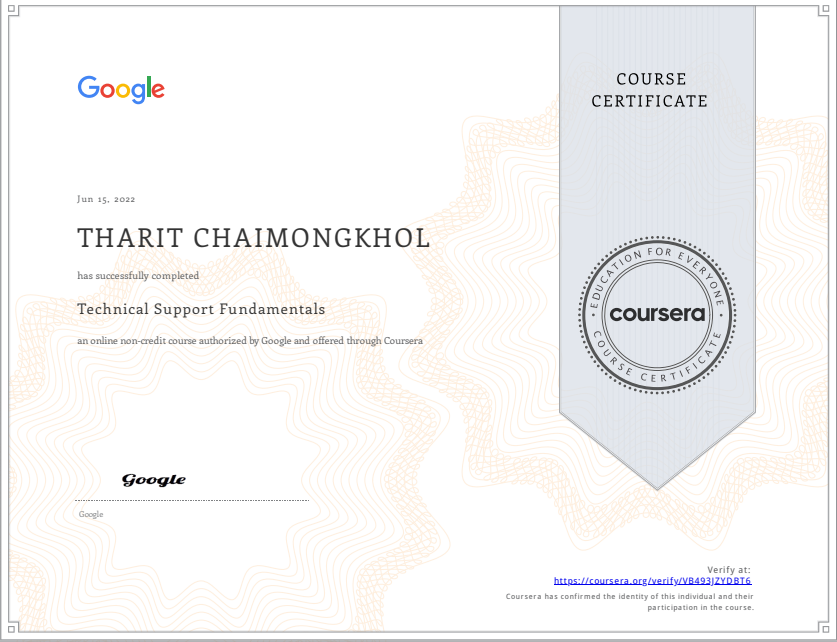 Google
COURSE
CERTIFICATE
Jun 15, 2022
THARIT CHAIMONGKHOL
has successfully completed
Technical Support Fundamentals
an online non-credit course authorized by Google and offered through Coursera
EDUCATION FOR EVERYONE
coursera
COURSE CERTIFICATE
Google
Google
Verify at:
https://coursera.org/verify/VB493JZYDBT6
Coursera has confirmed the identity of this individual and their
participation in the course.